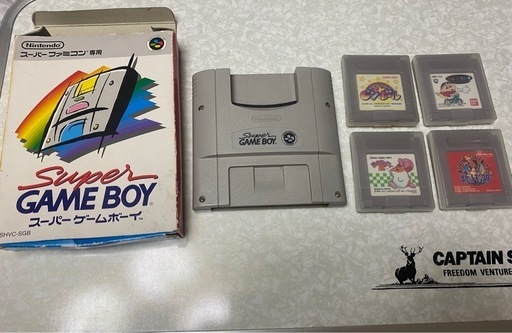 Nintendo
スーパーファミコン専用
Super
GAME BOY
スーパーゲームボーイ
SHVC-SGB
Nintendo
Super
GAME BOY
CAPTAIN S
FREEDOM VENTURE